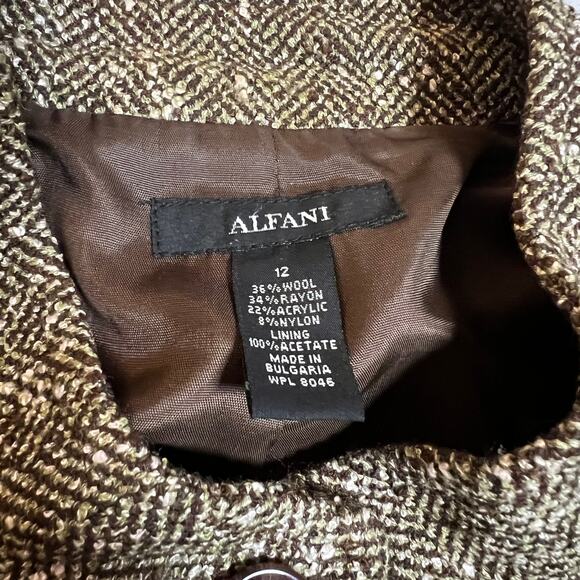 ALFANI
12
36% WOOL
34% RAYON
22% ACRYLIC
8% NYLON
LINING
100% ACETATE
MADE IN
BULGARIA
WPL 8046